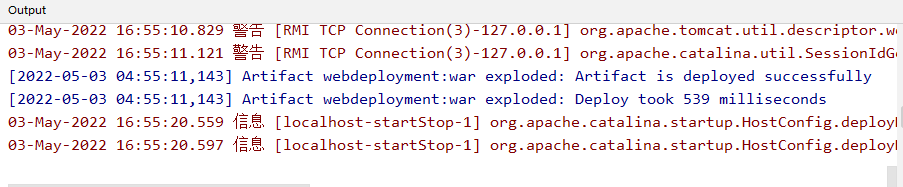 Output
03-May-2022 16:55:10.829 警告 [RMI TCP Connection(3)-127.0.0.1] org.apache.tomcat.util.descriptor.we
03-May-2022 16:55:11.121 警告 [RMI TCP Connection(3)-127.0.0.1] org.apache.catalina.util.SessionIdGe
[2022-05-03 04:55:11,143] Artifact webdeployment:war exploded: Artifact is deployed successfully
[2022-05-03 04:55:11,143] Artifact webdeployment:war exploded: Deploy took 539 milliseconds
03-May-2022 16:55:20.559 信息 [localhost-startStop-1] org.apache.catalina.startup.HostConfig.deploy
03-May-2022 16:55:20.597 信息 [localhost-startStop-1] org.apache.catalina.startup.HostConfig.deploy